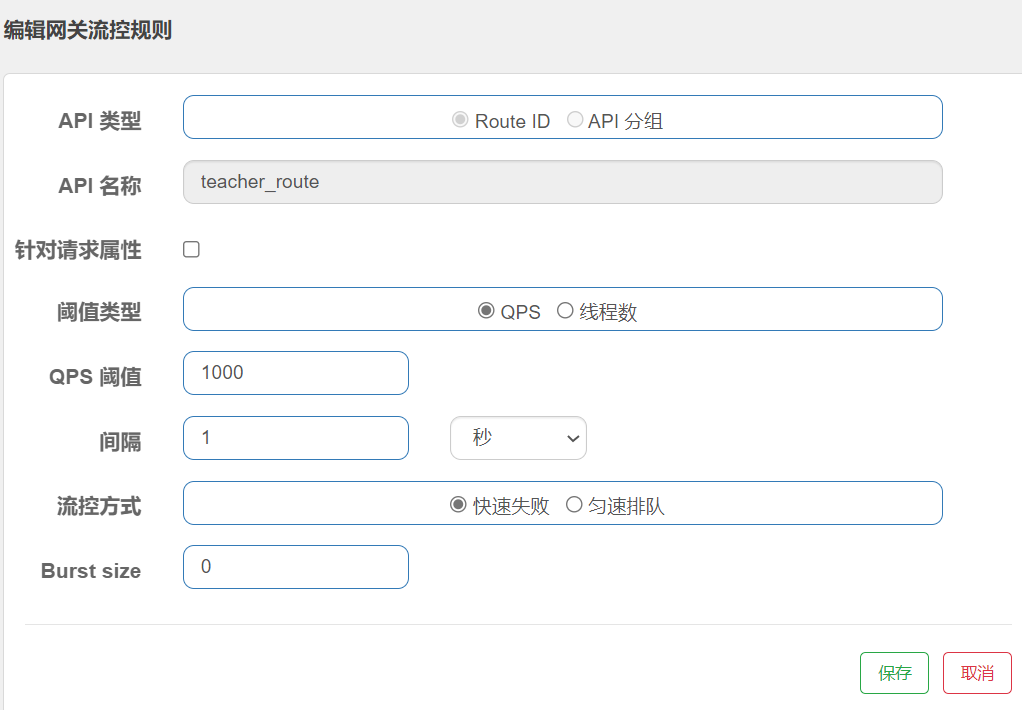 编辑网关流控规则
API 类型 Route ID API 分组
API 名称 teacher_route
针对请求属性
阈值类型 QPS 线程数
QPS 阈值 1000
间隔 1 秒
流控方式 快速失败 匀速排队
Burst size 0
保存 取消